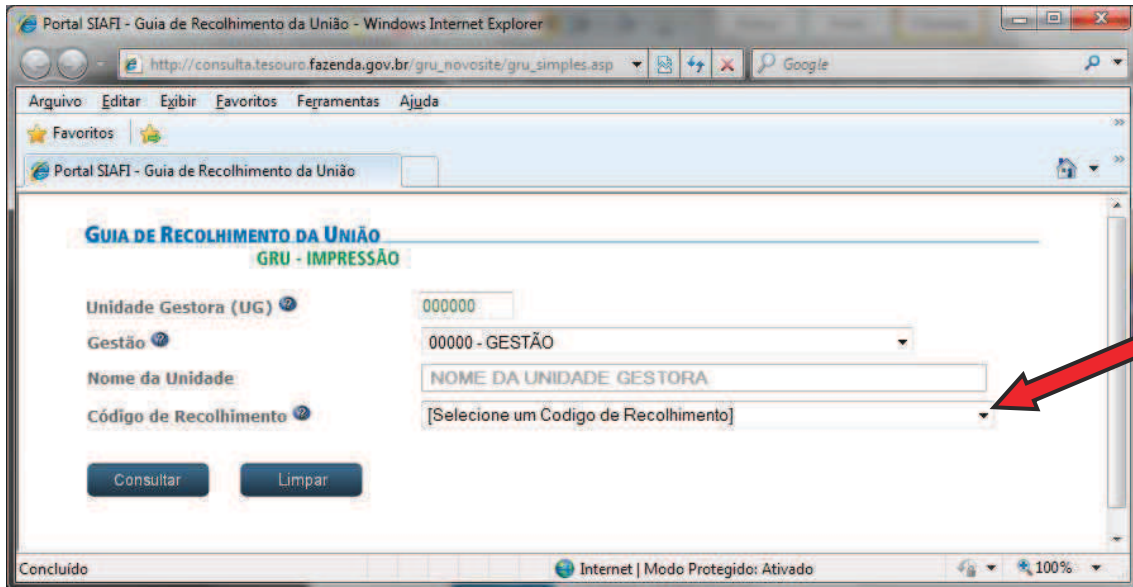 Portal SIAFI - Guia de Recolhimento da União - Windows Internet Explorer
http://consulta.tesouro.fazenda.gov.br/gru_novosite/gru_simples.asp Google
Arquivo Editar Exibir Favoritos Ferramentas Ajuda
Favoritos
Portal SIAFI - Guia de Recolhimento da União
GUIA DE RECOLHIMENTO DA UNIÃO
GRU - IMPRESSÃO
Unidade Gestora (UG) 000000
Gestão 00000 - GESTÃO
Nome da Unidade NOME DA UNIDADE GESTORA
Código de Recolhimento [Selecione um Codigo de Recolhimento]
Consultar Limpar
Concluído Internet | Modo Protegido: Ativado 100%